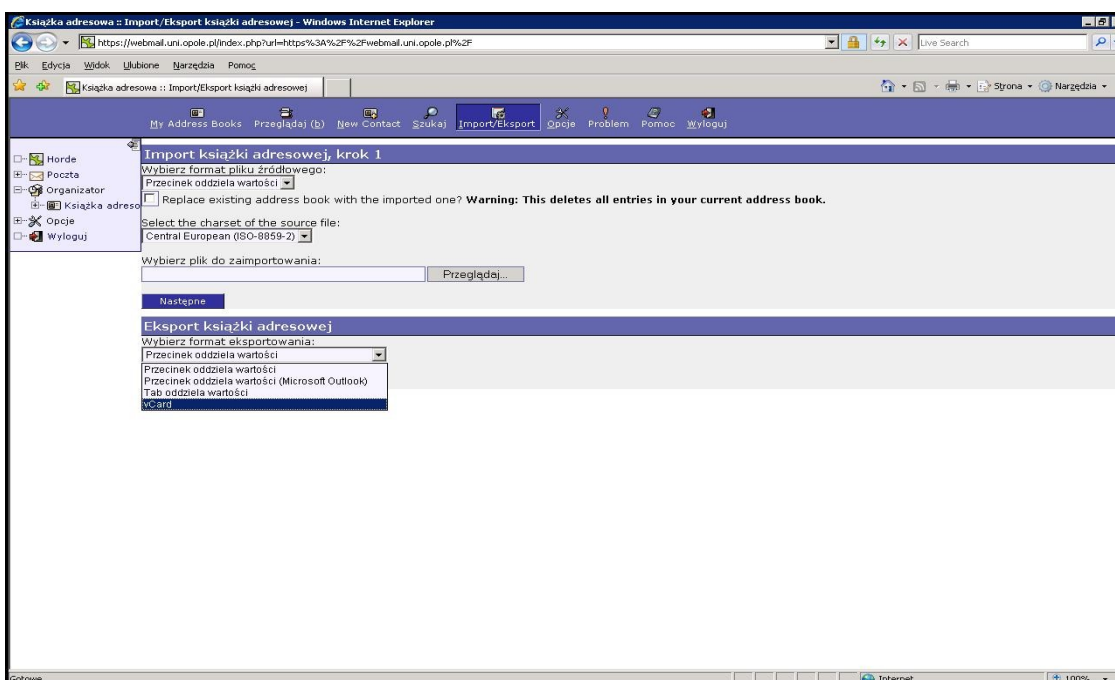 Książka adresowa :: Import/Eksport książki adresowej - Windows Internet Explorer
https://webmail.uni.opole.pl/index.php?url=https%3A%2F%2Fwebmail.uni.opole.pl%2F
Live Search
Plik Edycja Widok Ulubione Narzędzia Pomoc
Książka adresowa :: Import/Eksport książki adresowej
Strona Narzędzia
My Address Books Przeglądaj (b) New Contact Szukaj Import/Eksport Opcje Problem Pomoc Wyloguj
Horde
Poczta
Organizator
Książka adreso
Opcje
Wyloguj
Import książki adresowej, krok 1
Wybierz format pliku źródłowego:
Przecinek oddziela wartości
Replace existing address book with the imported one? Warning: This deletes all entries in your current address book.
Select the charset of the source file:
Central European (ISO-8859-2)
Wybierz plik do zaimportowania:
Przeglądaj...
Następne
Eksport książki adresowej
Wybierz format eksportowania:
Przecinek oddziela wartości
Przecinek oddziela wartości
Przecinek oddziela wartości (Microsoft Outlook)
Tab oddziela wartości
vCard
Gotowe
Internet
100%